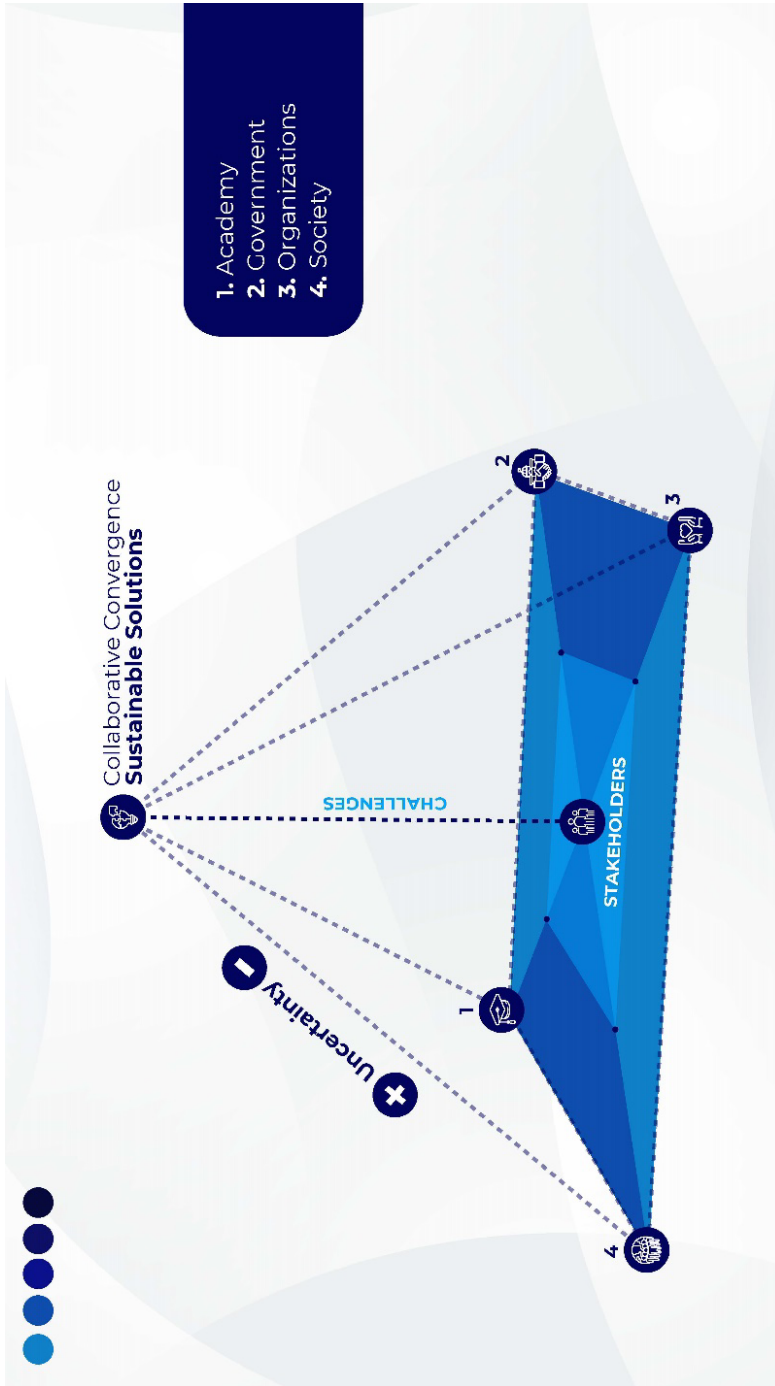 Collaborative Convergence
Sustainable Solutions
1. Academy
2. Government
3. Organizations
4. Society
Uncertainty
CHALLENGES
1
2
STAKEHOLDERS
3
4